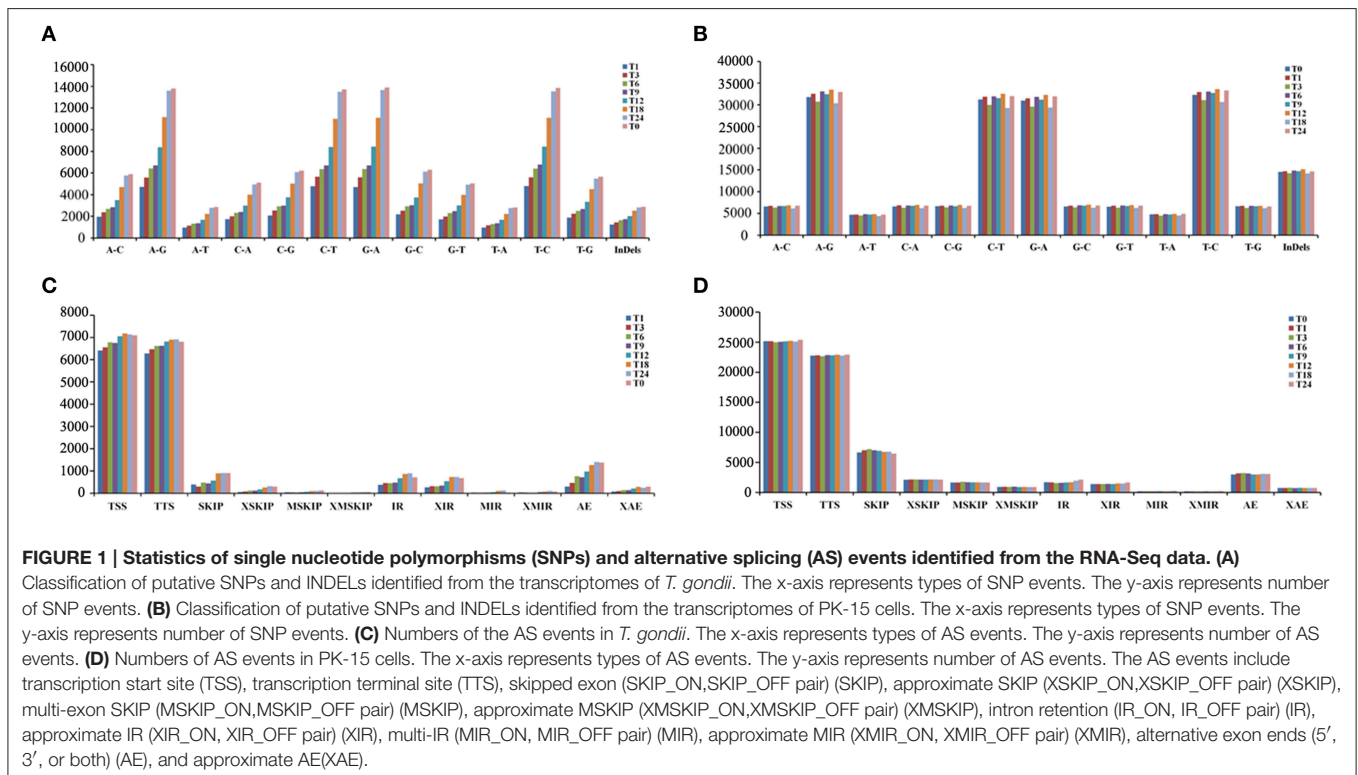 A
16000
14000
12000
10000
8000
6000
4000
2000
0
T1
T3
T6
T9
T12
T18
T24
T0
A-C A-G A-T C-A C-G C-T G-A G-C G-T T-A T-C T-G InDels
B
40000
35000
30000
25000
20000
15000
10000
5000
0
T0
T1
T3
T6
T9
T12
T18
T24
A-C A-G A-T C-A C-G C-T G-A G-C G-T T-A T-C T-G InDels
C
8000
7000
6000
5000
4000
3000
2000
1000
0
T1
T3
T6
T9
T12
T18
T24
T0
TSS TTS SKIP XSKIP MSKIP XMSKIP IR XIR MIR XMIR AE XAE
D
30000
25000
20000
15000
10000
5000
0
T0
T1
T3
T6
T9
T12
T18
T24
TSS TTS SKIP XSKIP MSKIP XMSKIP IR XIR MIR XMIR AE XAE
FIGURE 1 | Statistics of single nucleotide polymorphisms (SNPs) and alternative splicing (AS) events identified from the RNA-Seq data. (A)
Classification of putative SNPs and INDELs identified from the transcriptomes of T. gondii. The x-axis represents types of SNP events. The y-axis represents number
of SNP events. (B) Classification of putative SNPs and INDELs identified from the transcriptomes of PK-15 cells. The x-axis represents types of SNP events. The
y-axis represents number of SNP events. (C) Numbers of the AS events in T. gondii. The x-axis represents types of AS events. The y-axis represents number of AS
events. (D) Numbers of AS events in PK-15 cells. The x-axis represents types of AS events. The y-axis represents number of AS events. The AS events include
transcription start site (TSS), transcription terminal site (TTS), skipped exon (SKIP_ON,SKIP_OFF pair) (SKIP), approximate SKIP (XSKIP_ON,XSKIP_OFF pair) (XSKIP),
multi-exon SKIP (MSKIP_ON,MSKIP_OFF pair) (MSKIP), approximate MSKIP (XMSKIP_ON,XMSKIP_OFF pair) (XMSKIP), intron retention (IR_ON, IR_OFF pair) (IR),
approximate IR (XIR_ON, XIR_OFF pair) (XIR), multi-IR (MIR_ON, MIR_OFF pair) (MIR), approximate MIR (XMIR_ON, XMIR_OFF pair) (XMIR), alternative exon ends (5′,
3′, or both) (AE), and approximate AE(XAE).